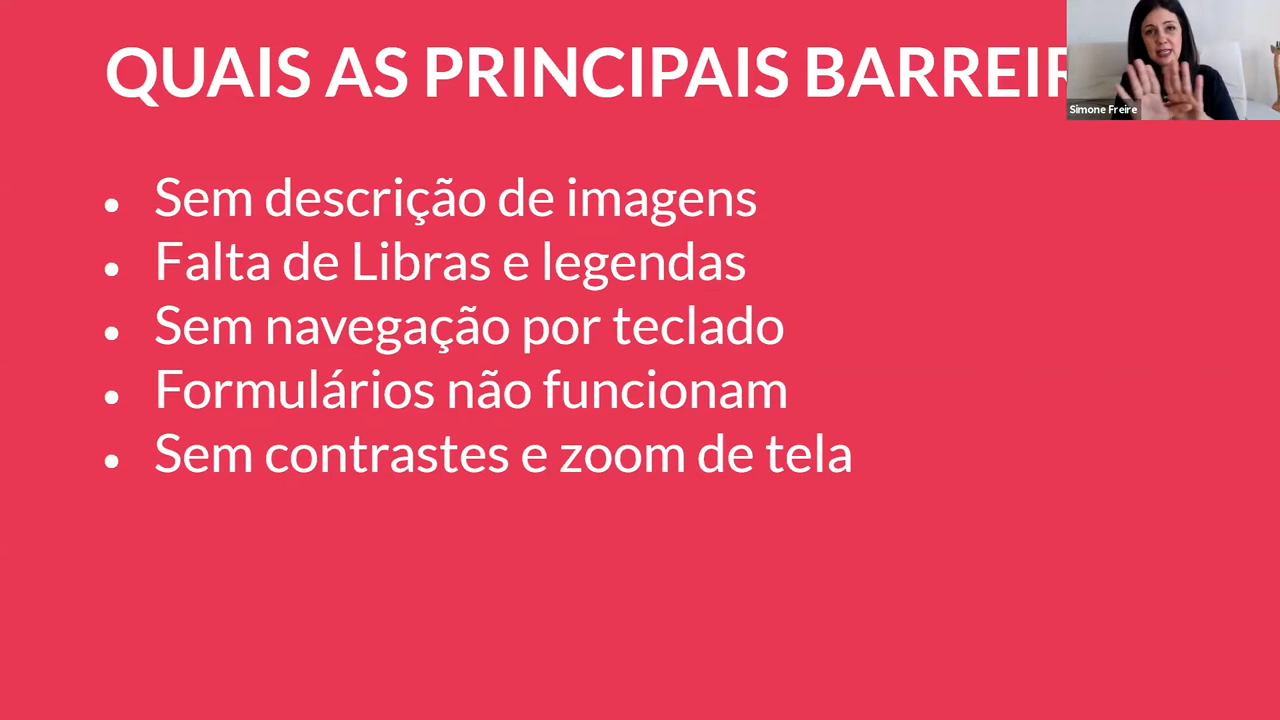 QUAIS AS PRINCIPAIS BARREIR
Simone Freire
• Sem descrição de imagens
• Falta de Libras e legendas
• Sem navegação por teclado
• Formulários não funcionam
• Sem contrastes e zoom de tela